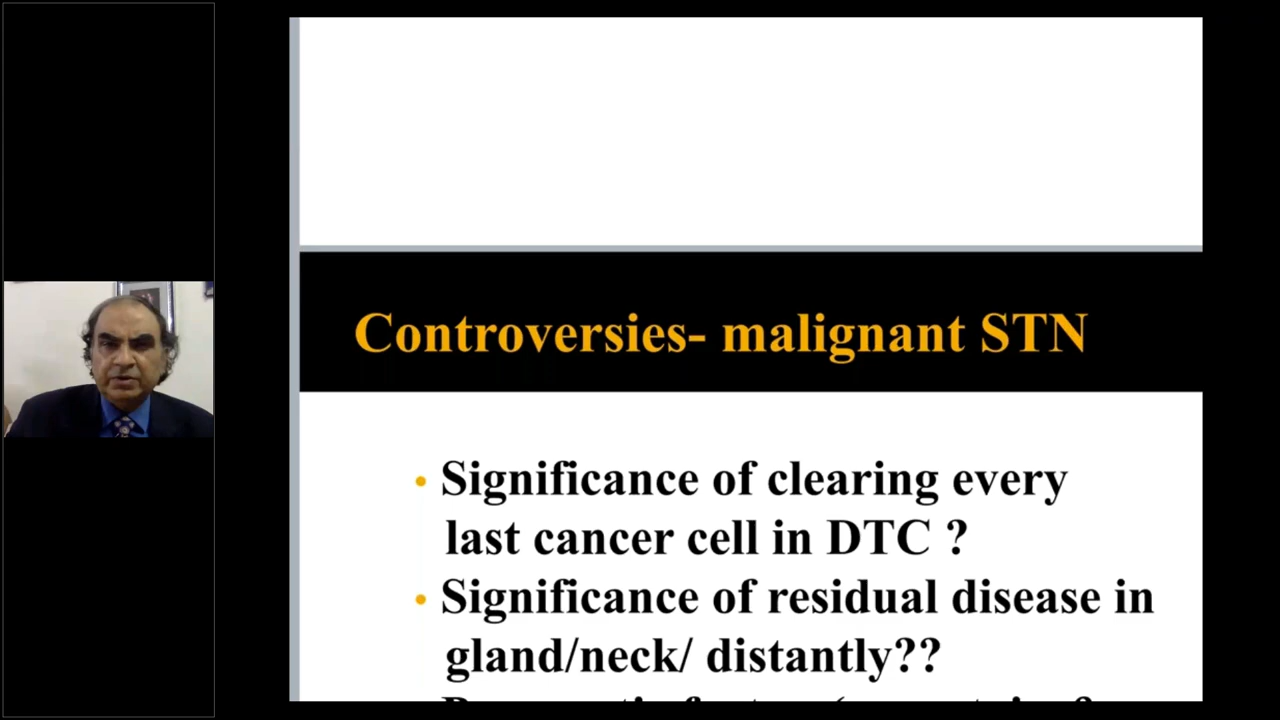 Controversies- malignant STN
• Significance of clearing every
last cancer cell in DTC ?
• Significance of residual disease in
gland/neck/ distantly??